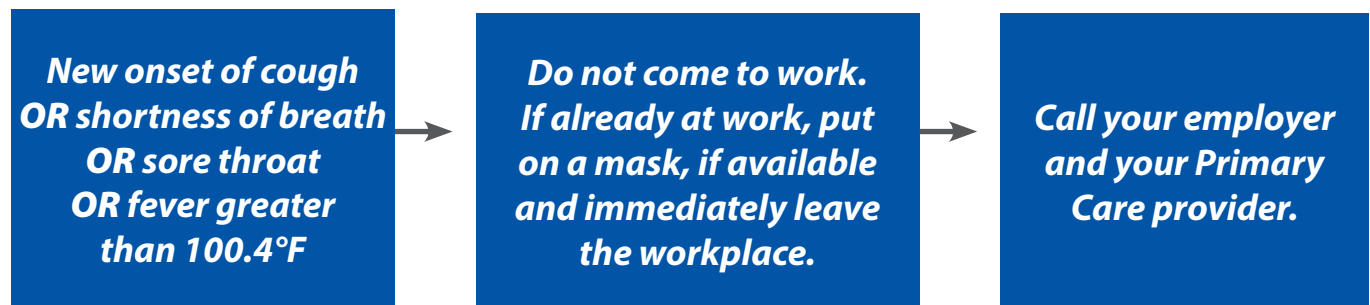 New onset of cough
OR shortness of breath
OR sore throat
OR fever greater
than 100.4°F
Do not come to work.
If already at work, put
on a mask, if available
and immediately leave
the workplace.
Call your employer
and your Primary
Care provider.